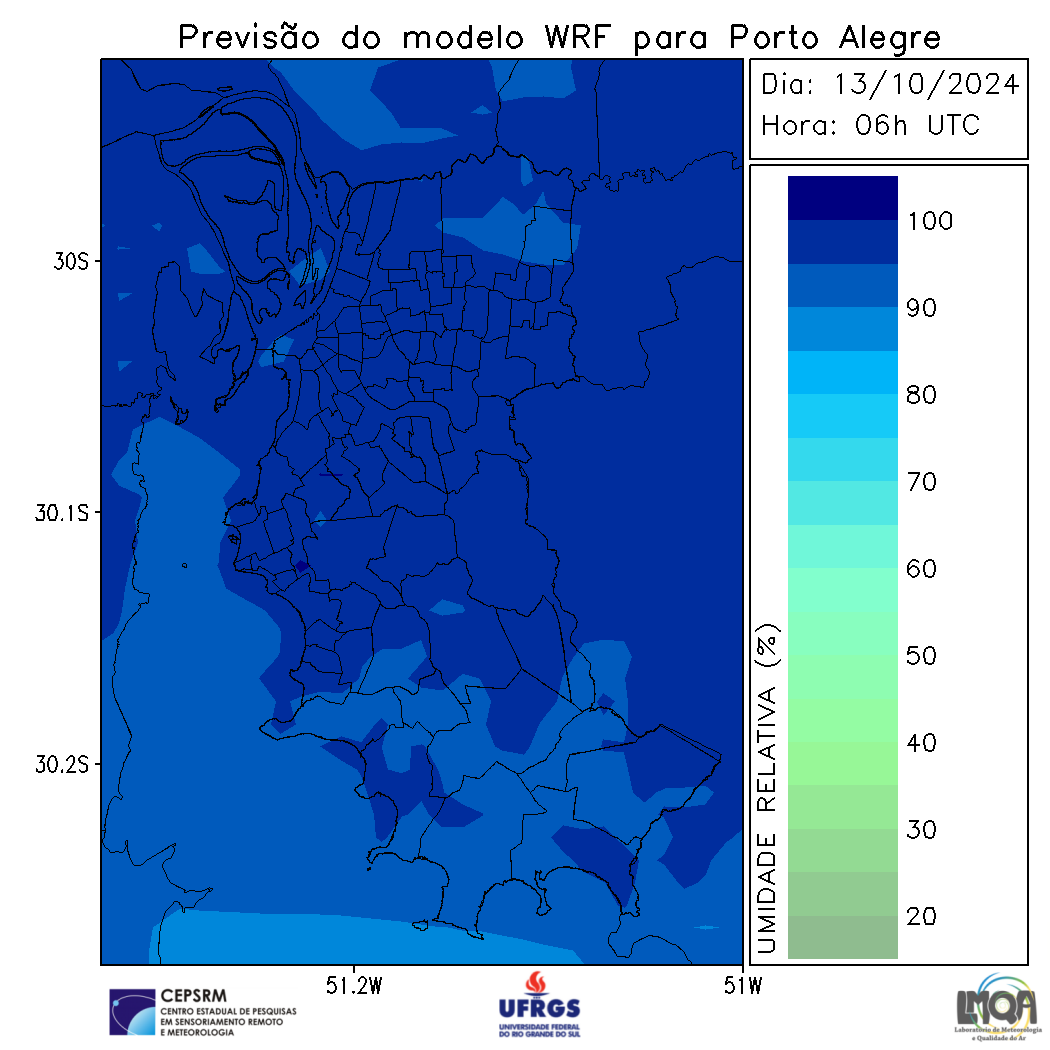 Previsão do modelo WRF para Porto Alegre
Dia: 13/10/2024
Hora: 06h UTC
30S
30.1S
30.2S
51.2W
51W
100
90
80
70
60
50
40
30
20
UMIDADE RELATIVA (%)
CEPSRM
CENTRO ESTADUAL DE PESQUISAS
EM SENSORIAMENTO REMOTO
E METEOROLOGIA
UFRGS
UNIVERSIDADE FEDERAL
DO RIO GRANDE DO SUL
LMQA
Laboratório de Meteorologia
e Qualidade do Ar